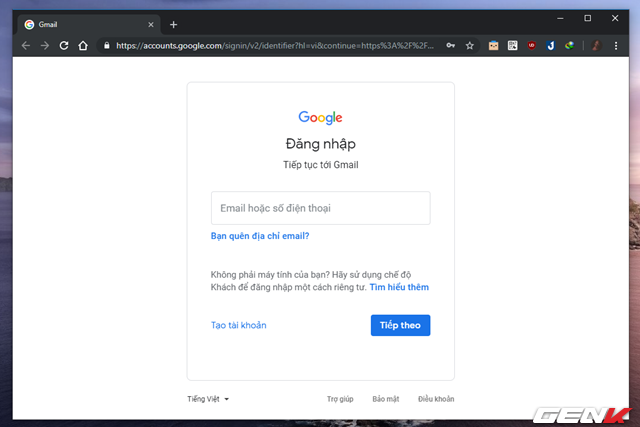 Gmail
https://accounts.google.com/signin/v2/identifier?hl=vi&continue=https%3A%2F%2F...
Google
Đăng nhập
Tiếp tục tới Gmail
Email hoặc số điện thoại
Bạn quên địa chỉ email?
Không phải máy tính của bạn? Hãy sử dụng chế độ
Khách để đăng nhập một cách riêng tư. Tìm hiểu thêm
Tạo tài khoản
Tiếp theo
Tiếng Việt
Trợ giúp
Bảo mật
Điều khoản
GENK